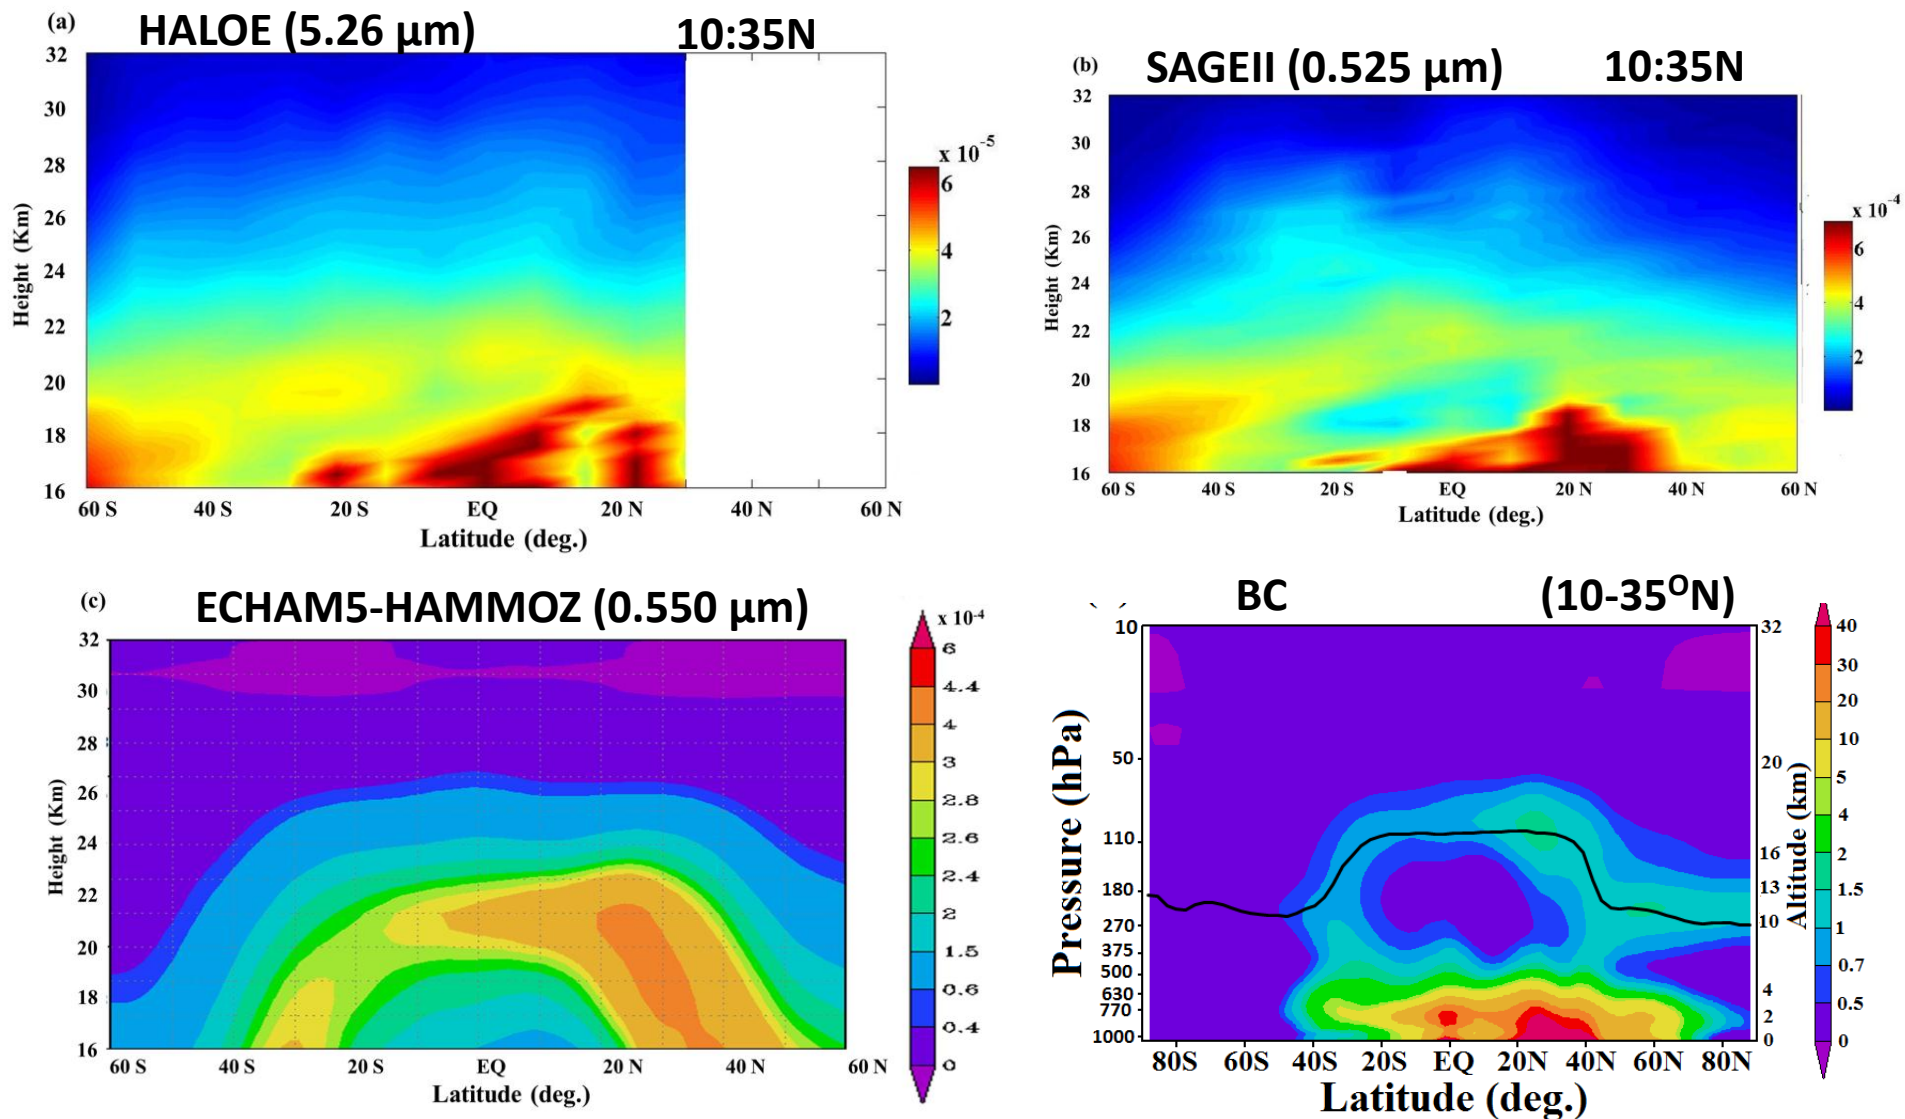 (a)
HALOE (5.26 µm)
10:35N
32
30
28
26
24
22
20
18
16
Height (Km)
60 S 40 S 20 S EQ 20 N 40 N 60 N
Latitude (deg.)
x 10-5
6
4
2
(b)
SAGEII (0.525 µm)
10:35N
32
30
28
26
24
22
20
18
16
Height (Km)
60 S 40 S 20 S EQ 20 N 40 N 60 N
Latitude (deg.)
x 10-4
6
4
2
(c)
ECHAM5-HAMMOZ (0.550 µm)
32
30
28
26
24
22
20
18
16
Height (Km)
60 S 40 S 20 S EQ 20 N 40 N 60 N
Latitude (deg.)
x 10-4
6
4.4
4
3
2.8
2.6
2.4
2
1.5
0.6
0.4
0
BC
(10-35ON)
10
50
110
180
270
375
500
630
770
1000
Pressure (hPa)
32
20
16
13
10
4
2
0
Altitude (km)
80S 60S 40S 20S EQ 20N 40N 60N 80N
Latitude (deg.)
40
30
20
10
5
4
2
1.5
1
0.7
0.5
0